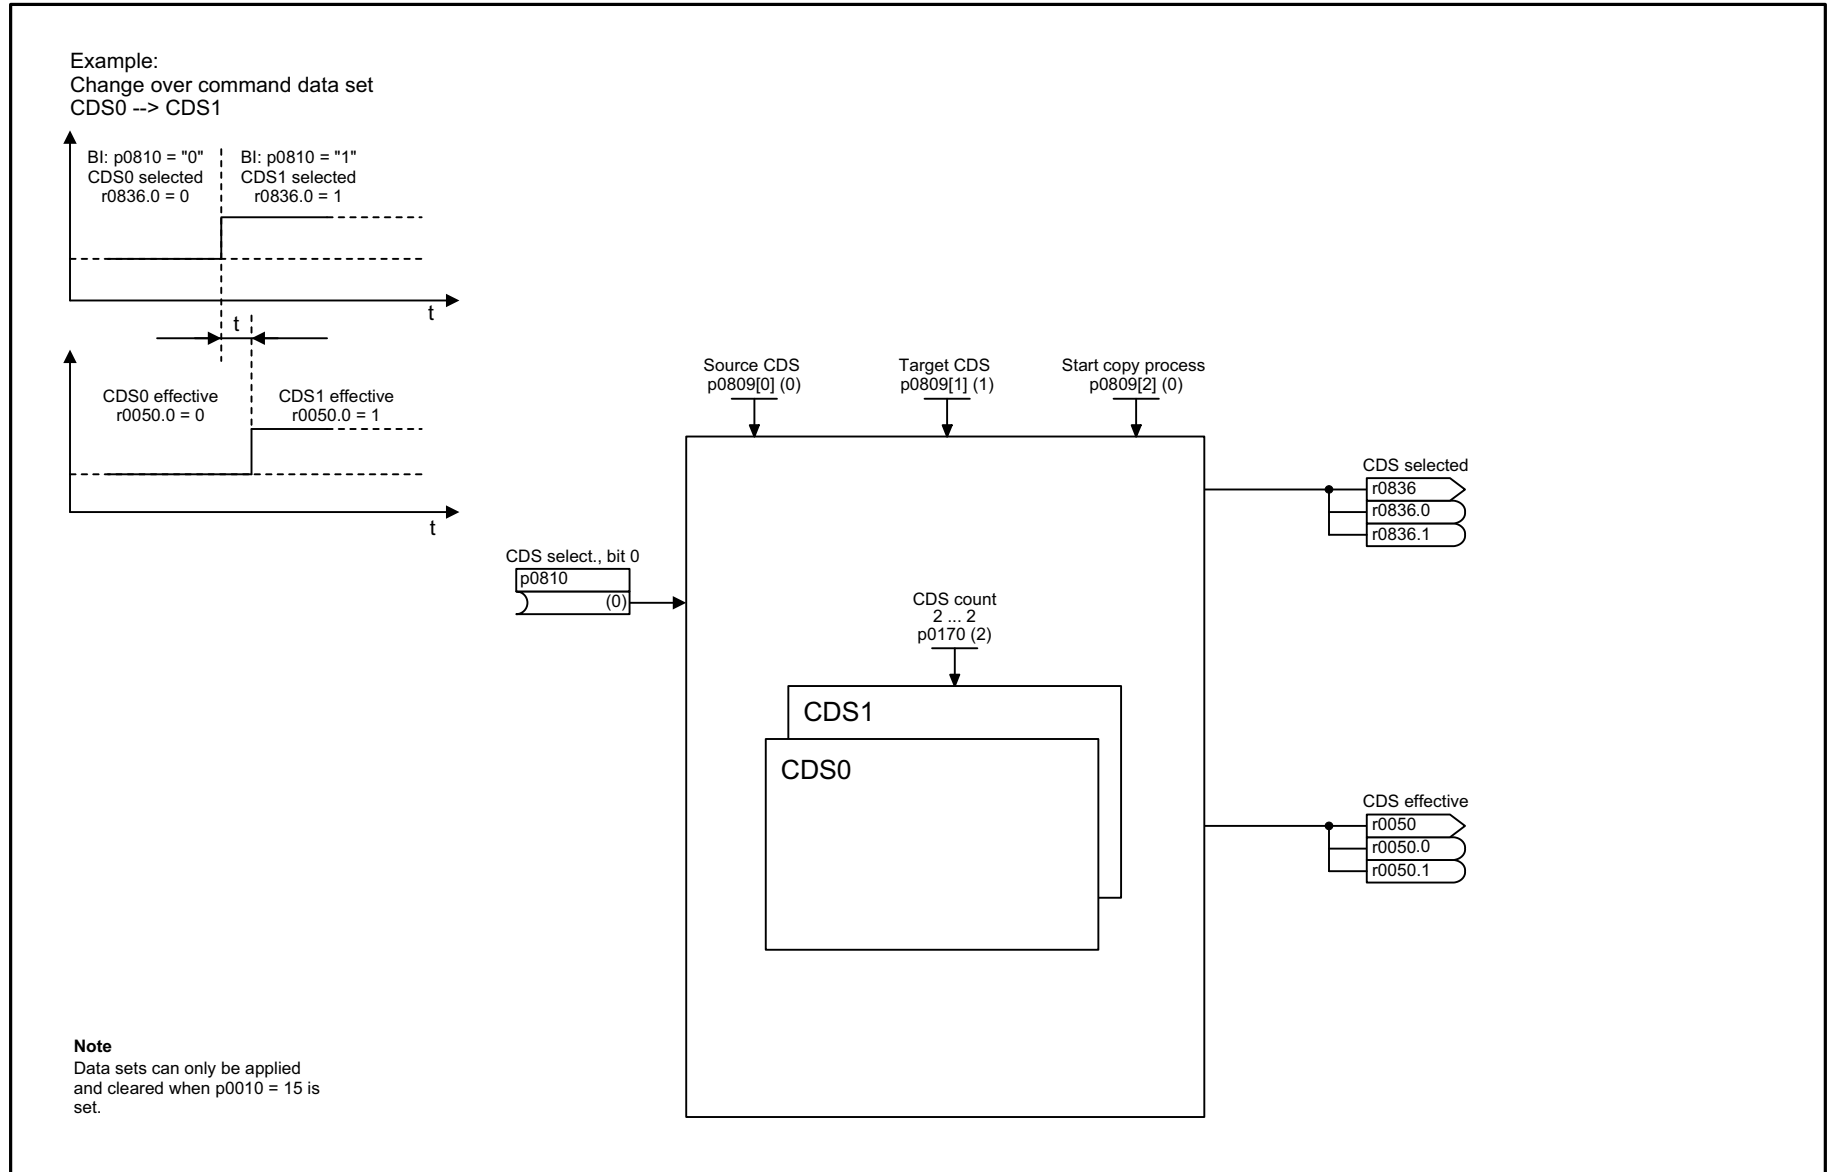 Example:
Change over command data set
CDS0 --> CDS1
BI: p0810 = "0"
CDS0 selected
r0836.0 = 0
BI: p0810 = "1"
CDS1 selected
r0836.0 = 1
t
t
CDS0 effective
r0050.0 = 0
CDS1 effective
r0050.0 = 1
t
Source CDS
p0809[0] (0)
Target CDS
p0809[1] (1)
Start copy process
p0809[2] (0)
CDS selected
r0836
r0836.0
r0836.1
CDS select., bit 0
p0810
(0)
CDS count
2 ... 2
p0170 (2)
CDS1
CDS0
CDS effective
r0050
r0050.0
r0050.1
Note
Data sets can only be applied
and cleared when p0010 = 15 is
set.